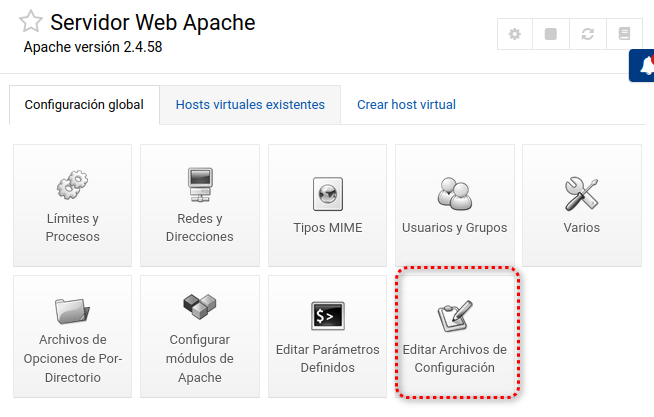 Servidor Web Apache
Apache versión 2.4.58
Configuración global
Hosts virtuales existentes
Crear host virtual
Límites y
Procesos
Redes y
Direcciones
Tipos MIME
Usuarios y Grupos
Varios
Archivos de
Opciones de Por-
Directorio
Configurar
módulos de
Apache
$>
Editar Parámetros
Definidos
Editar Archivos de
Configuración